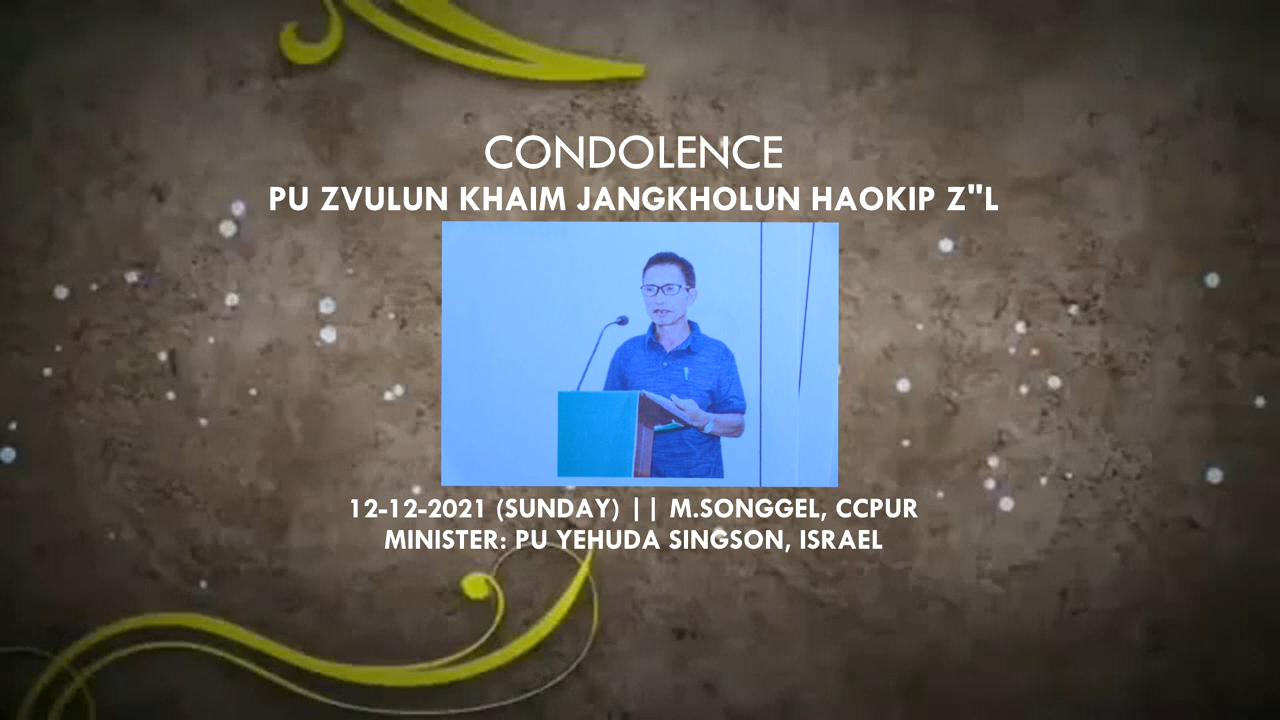 CONDOLENCE
PU ZVULUN KHAIM JANGKHOLUN HAOKIP Z"L
12-12-2021 (SUNDAY) || M.SONGGEL, CCPUR
MINISTER: PU YEHUDA SINGSON, ISRAEL